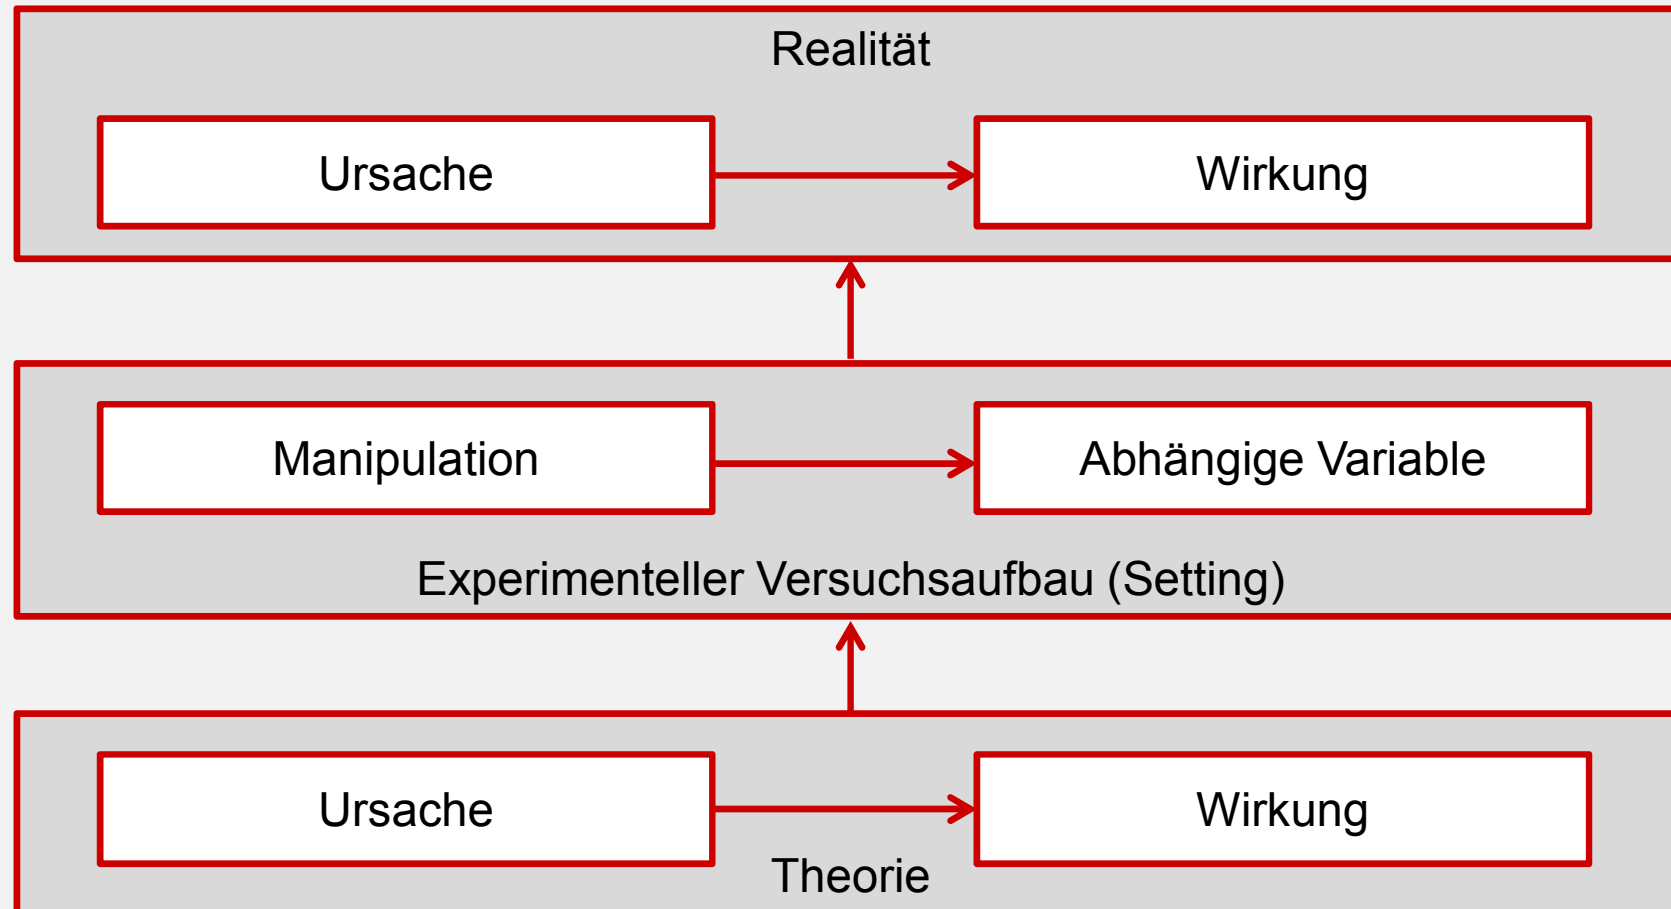 Realität
Ursache
Wirkung
Manipulation
Abhängige Variable
Experimenteller Versuchsaufbau (Setting)
Ursache
Wirkung
Theorie